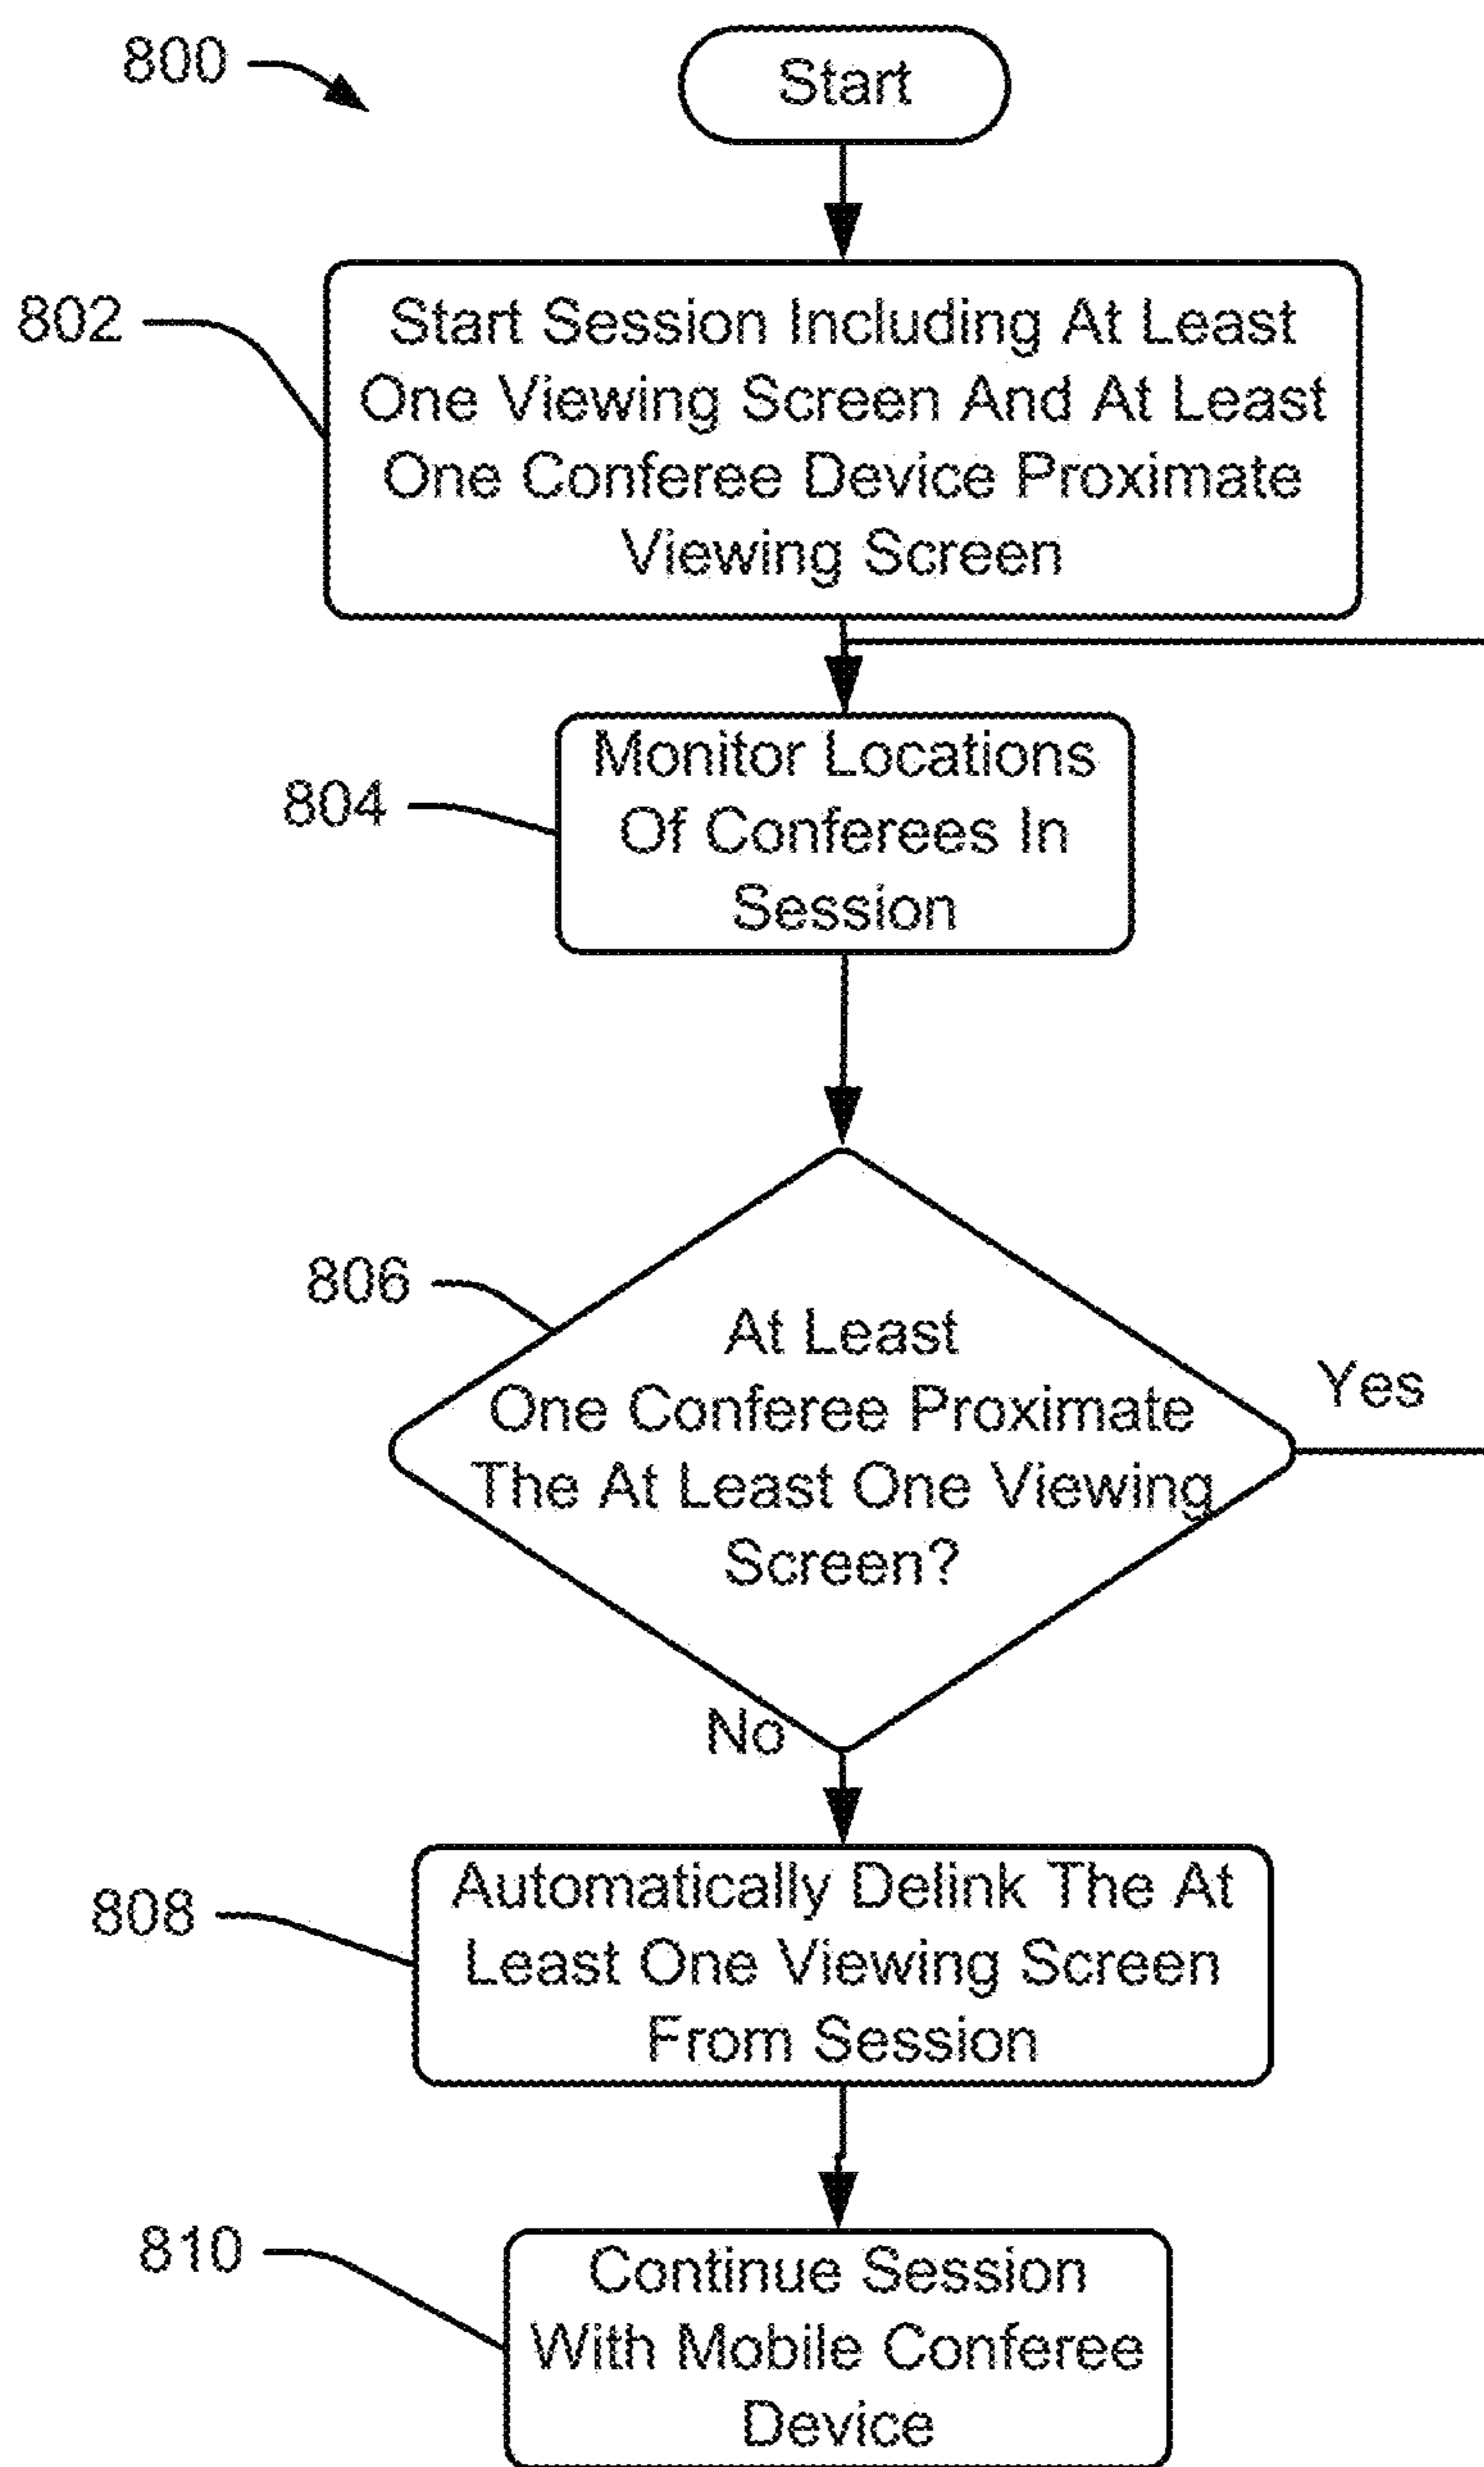 800
Start
802
Start Session Including At Least
One Viewing Screen And At Least
One Conferee Device Proximate
Viewing Screen
804
Monitor Locations
Of Conferees In
Session
806
At Least
One Conferee Proximate
The At Least One Viewing
Screen?
Yes
No
808
Automatically Delink The At
Least One Viewing Screen
From Session
810
Continue Session
With Mobile Conferee
Device